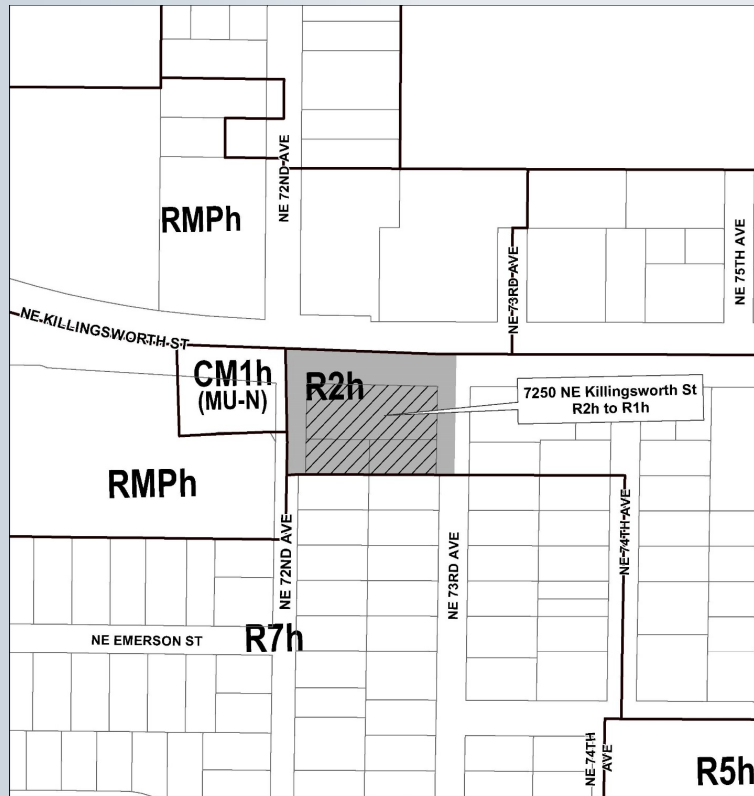 NE 72ND AVE
RMPh
NE 75TH AVE
NE 73RD AVE
NE KILLINGSWORTH ST
CM1h
(MU-N)
R2h
7250 NE Killingsworth St
R2h to R1h
RMPh
NE 74TH AVE
NE 72ND AVE
NE 73RD AVE
NE EMERSON ST
R7h
NE 74TH
AVE
R5h